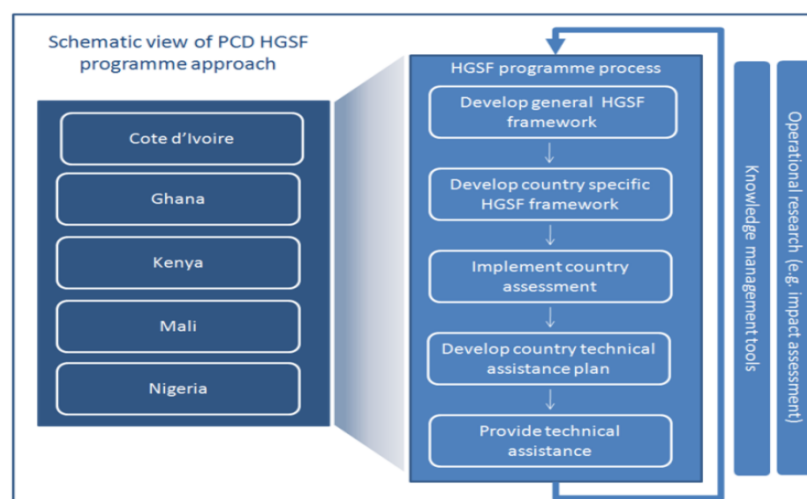 Schematic view of PCD HGSF
programme approach
Cote d’Ivoire
Ghana
Kenya
Mali
Nigeria
HGSF programme process
Develop general HGSF
framework
Develop country specific
HGSF framework
Implement country
assessment
Develop country technical
assistance plan
Provide technical
assistance
Knowledge management tools
Operational research (e.g. impact assessment)